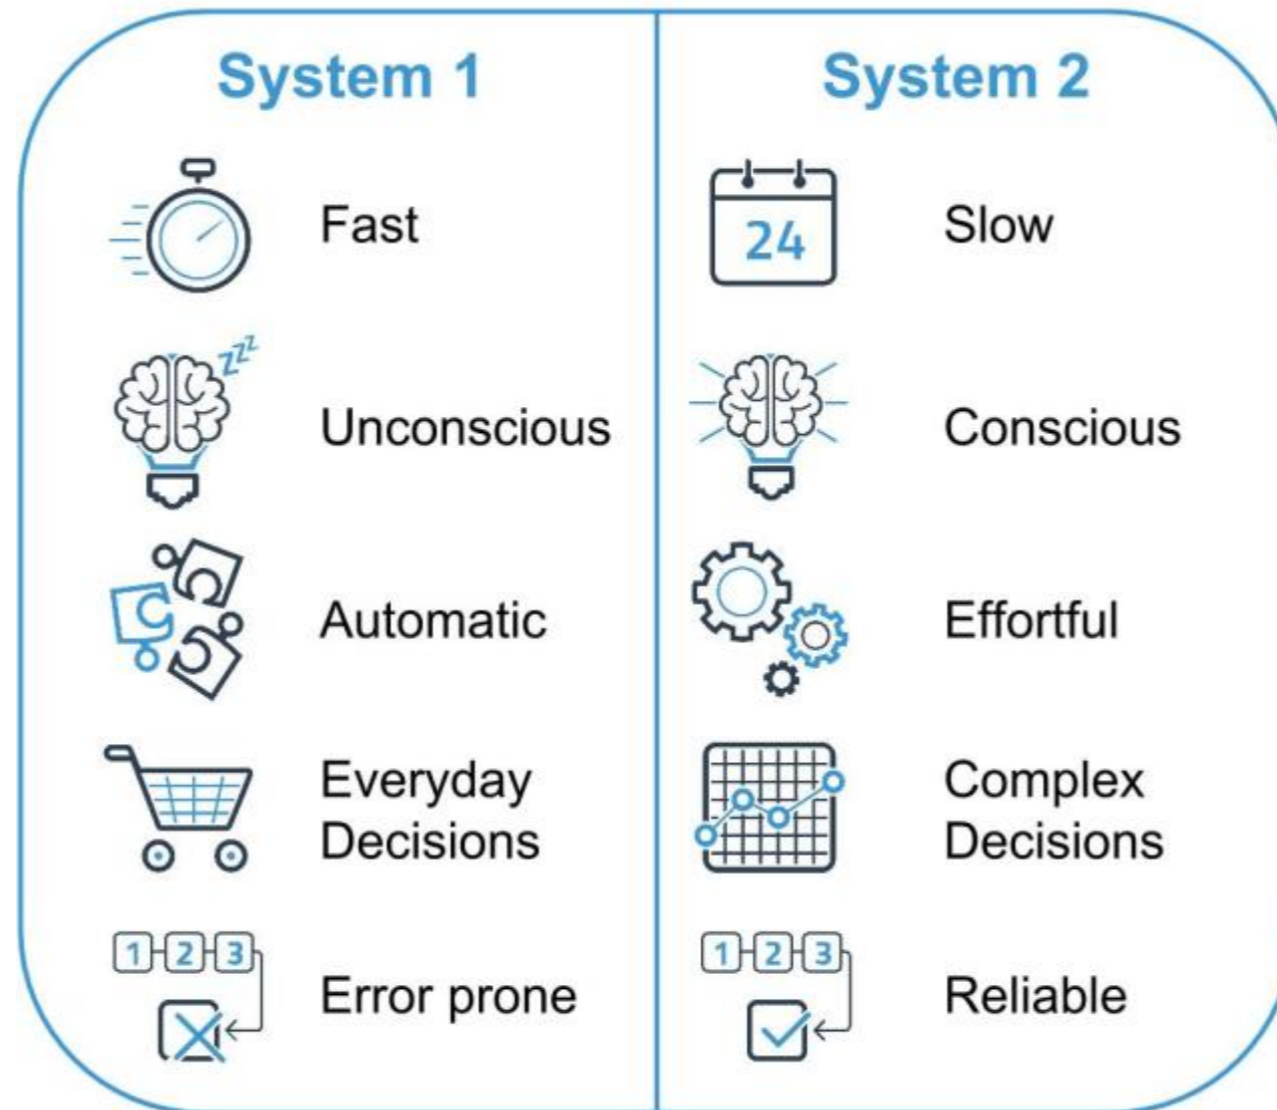 System 1
Fast
zzz
Unconscious
Automatic
Everyday
Decisions
1 2 3
Error prone
System 2
24
Slow
Conscious
Effortful
Complex
Decisions
1 2 3
Reliable